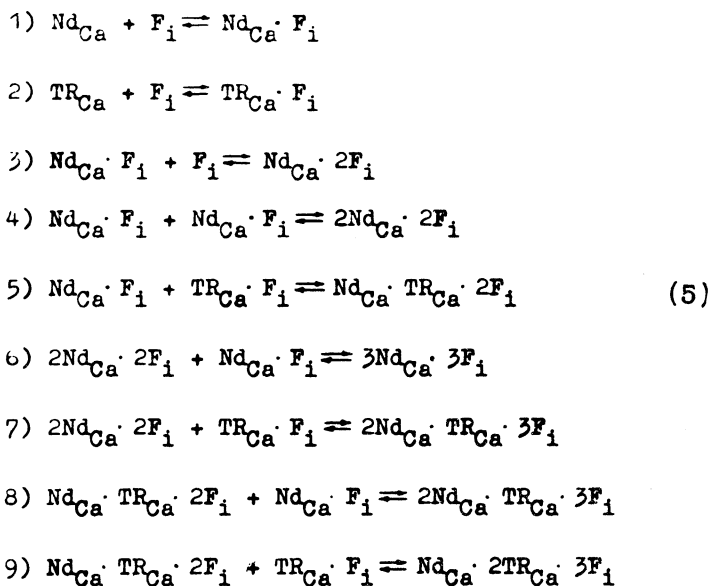 1) Nd_Ca + F_i ⇌ Nd_Ca · F_i
2) TR_Ca + F_i ⇌ TR_Ca · F_i
3) Nd_Ca · F_i + F_i ⇌ Nd_Ca · 2F_i
4) Nd_Ca · F_i + Nd_Ca · F_i ⇌ 2Nd_Ca · 2F_i
5) Nd_Ca · F_i + TR_Ca · F_i ⇌ Nd_Ca · TR_Ca · 2F_i (5)
6) 2Nd_Ca · 2F_i + Nd_Ca · F_i ⇌ 3Nd_Ca · 3F_i
7) 2Nd_Ca · 2F_i + TR_Ca · F_i ⇌ 2Nd_Ca · TR_Ca · 3F_i
8) Nd_Ca · TR_Ca · 2F_i + Nd_Ca · F_i ⇌ 2Nd_Ca · TR_Ca · 3F_i
9) Nd_Ca · TR_Ca · 2F_i + TR_Ca · F_i ⇌ Nd_Ca · 2TR_Ca · 3F_i